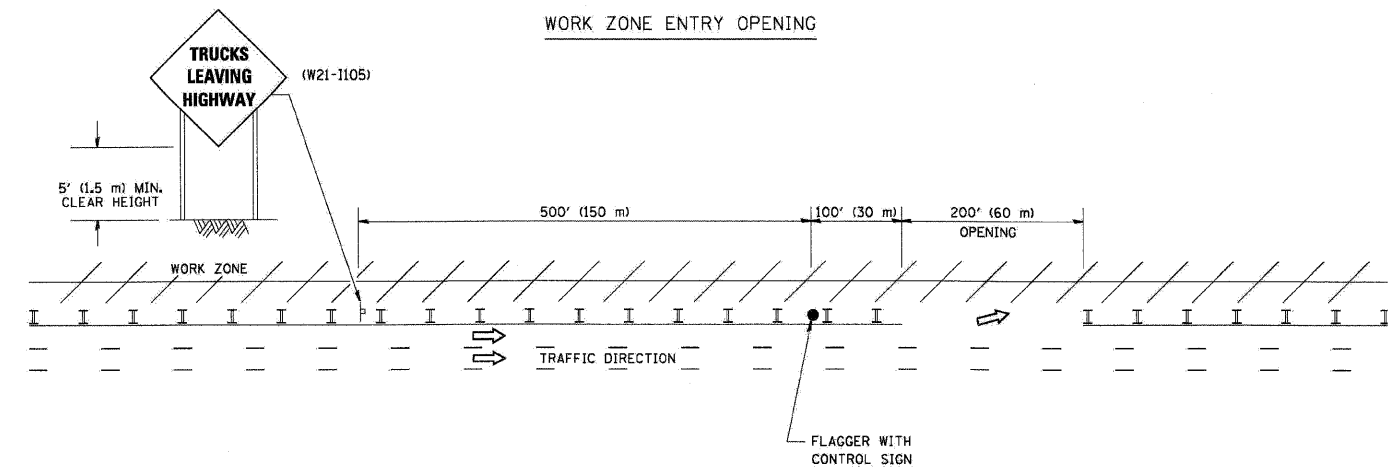 WORK ZONE ENTRY OPENING
TRUCKS
LEAVING
HIGHWAY
(W21-I105)
5' (1.5 m) MIN.
CLEAR HEIGHT
500' (150 m)
100' (30 m)
200' (60 m)
OPENING
WORK ZONE
TRAFFIC DIRECTION
FLAGGER WITH
CONTROL SIGN